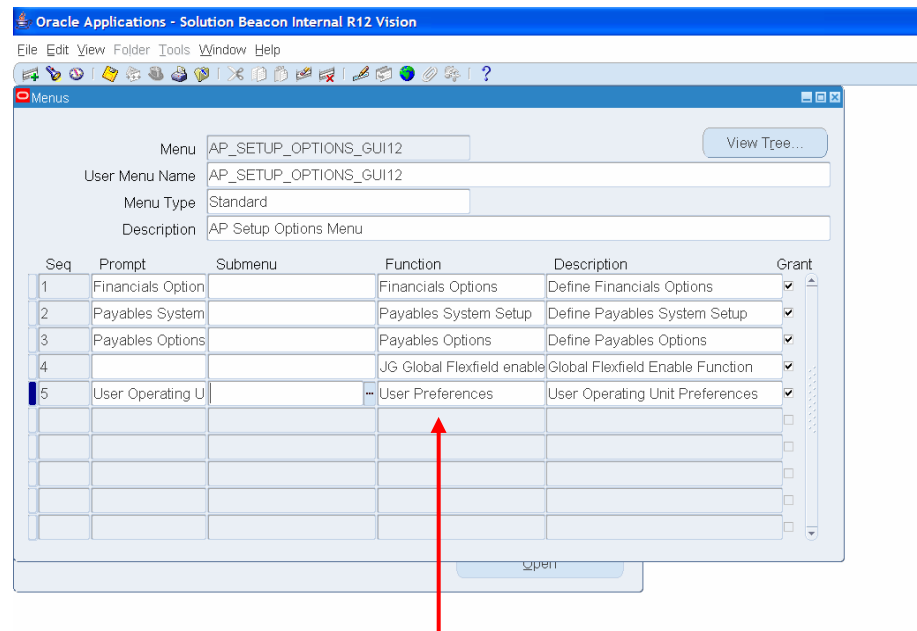 Oracle Applications - Solution Beacon Internal R12 Vision
File Edit View Folder Tools Window Help
Menus
Menu AP_SETUP_OPTIONS_GUI12 View Tree...
User Menu Name AP_SETUP_OPTIONS_GUI12
Menu Type Standard
Description AP Setup Options Menu
Seq Prompt Submenu Function Description Grant
1 Financials Option Financials Options Define Financials Options
2 Payables System Payables System Setup Define Payables System Setup
3 Payables Options Payables Options Define Payables Options
4 JG Global Flexfield enable Global Flexfield Enable Function
5 User Operating U User Preferences User Operating Unit Preferences
Open